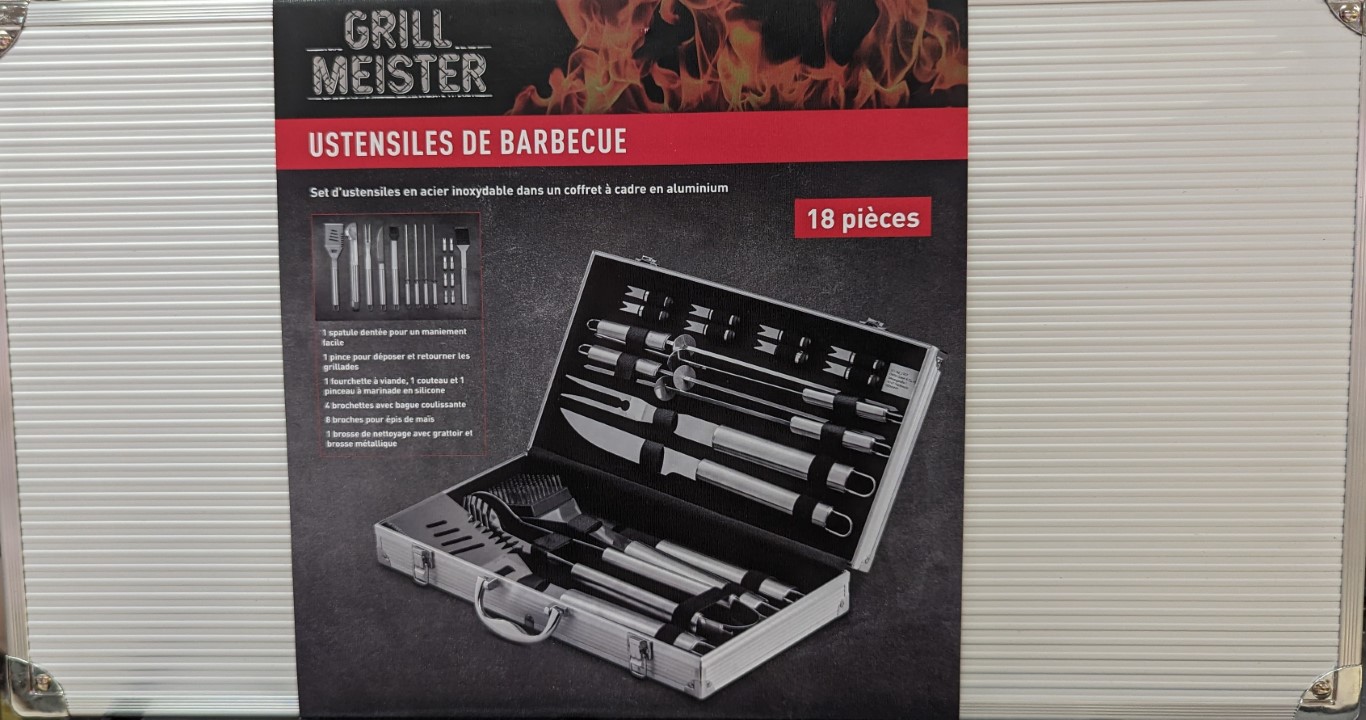 GRILL
MEISTER
USTENSILES DE BARBECUE
Set d'ustensiles en acier inoxydable dans un coffret à cadre en aluminium
18 pièces
1 spatule dentée pour un maniement
facile
1 pince pour déposer et retourner les
grillades
1 fourchette à viande, 1 couteau et 1
pinceau à marinade en silicone
4 brochettes avec bague coulissante
8 broches pour épis de maïs
1 brosse de nettoyage avec grattoir et
brosse métallique